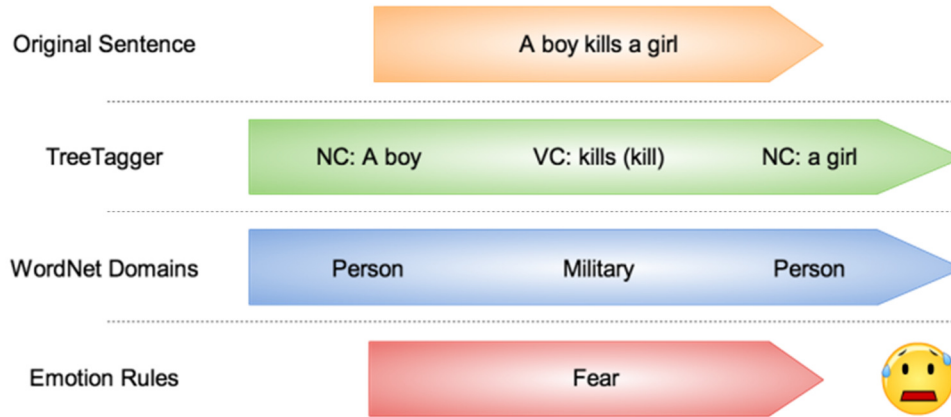 Original Sentence
A boy kills a girl
TreeTagger
NC: A boy
VC: kills (kill)
NC: a girl
WordNet Domains
Person
Military
Person
Emotion Rules
Fear